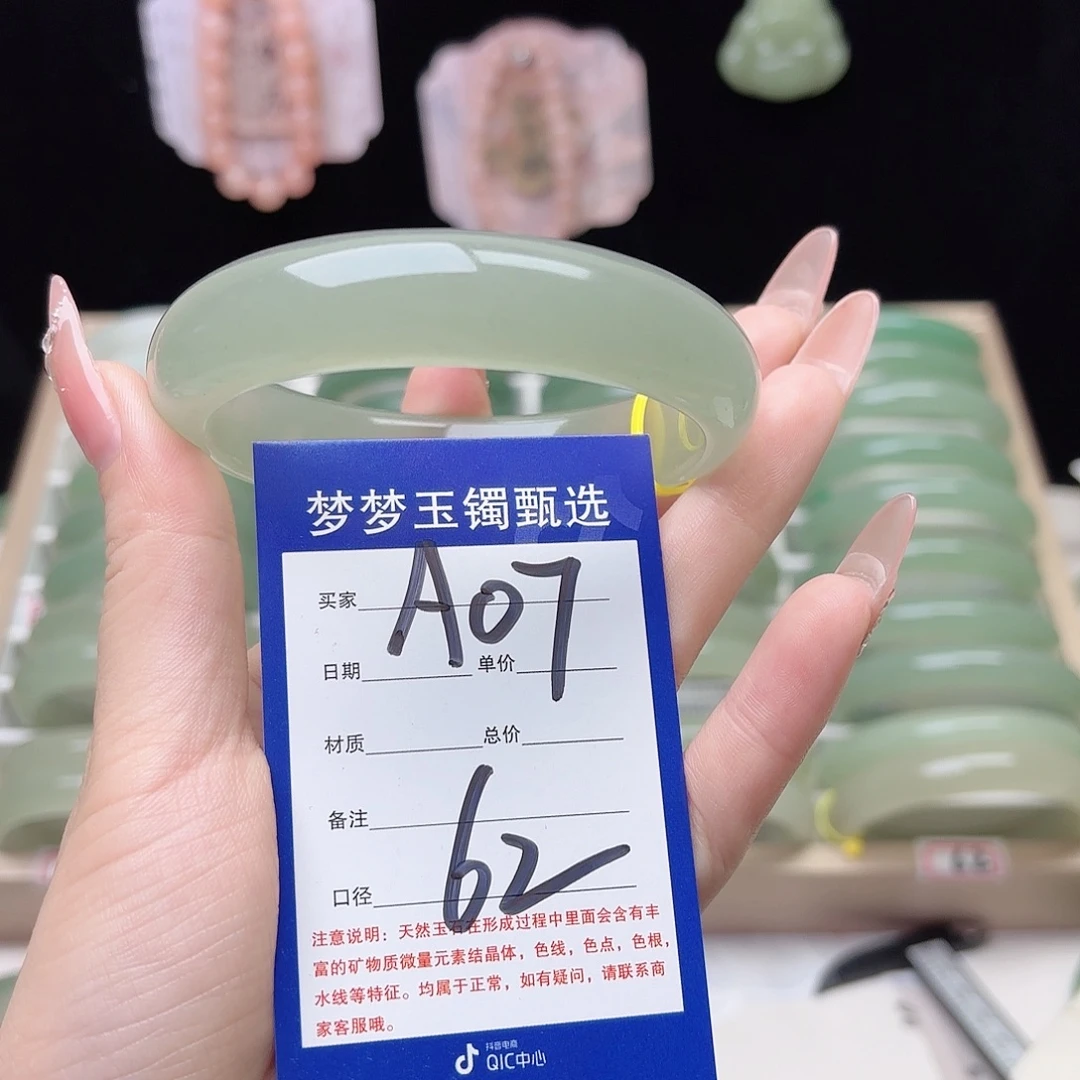 梦梦玉镯甄选
买家 A07
日期 单价
材质 总价
备注
口径 62
注意说明：天然玉石在形成过程中里面会含有丰
富的矿物质微量元素结晶体，色线，色点，色根，
水线等特征。均属于正常，如有疑问，请联系商
家客服哦。
抖音电商
QIC中心